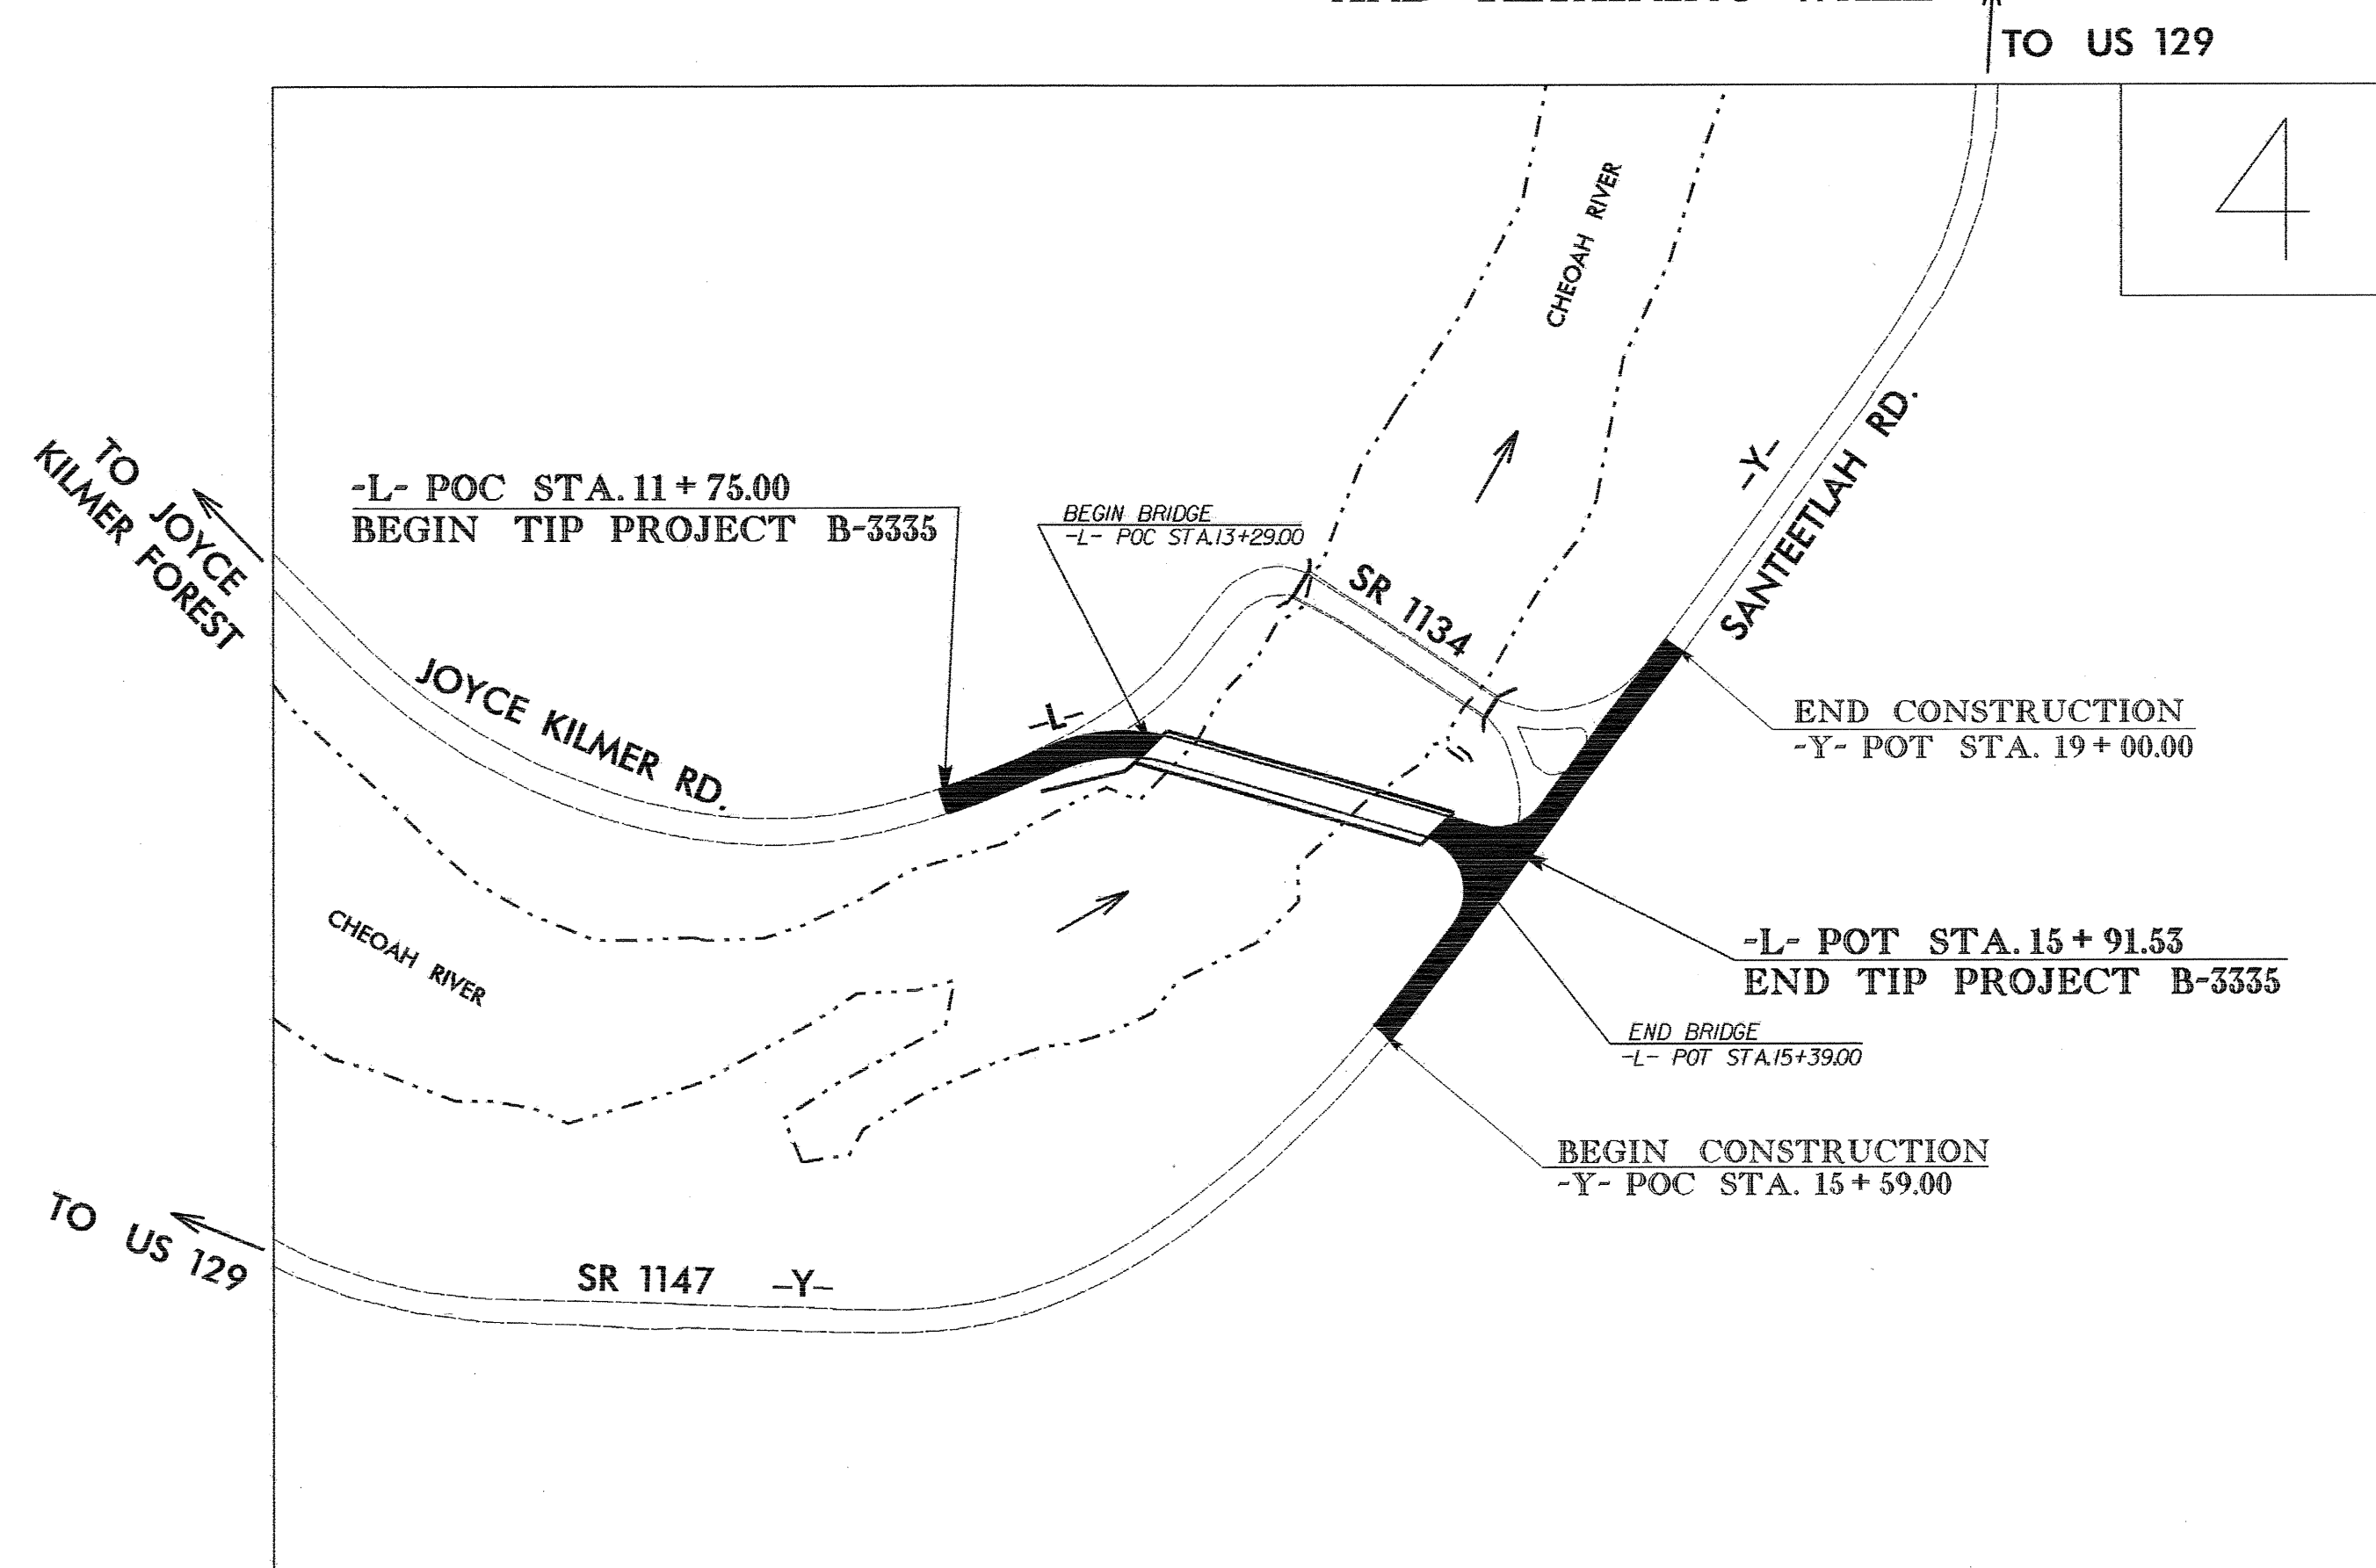 TO US 129
4
CHEOAH RIVER
-Y-
SANTEETLAH RD.
TO JOYCE
KILMER FOREST
-L- POC STA. 11+75.00
BEGIN TIP PROJECT B-3335
BEGIN BRIDGE
-L- POC STA.13+29.00
SR 1134
JOYCE KILMER RD.
-L-
END CONSTRUCTION
-Y- POT STA. 19+00.00
CHEOAH RIVER
-L- POT STA. 15+91.53
END TIP PROJECT B-3335
END BRIDGE
-L- POT STA.15+39.00
BEGIN CONSTRUCTION
-Y- POC STA. 15+59.00
TO US 129
SR 1147 -Y-